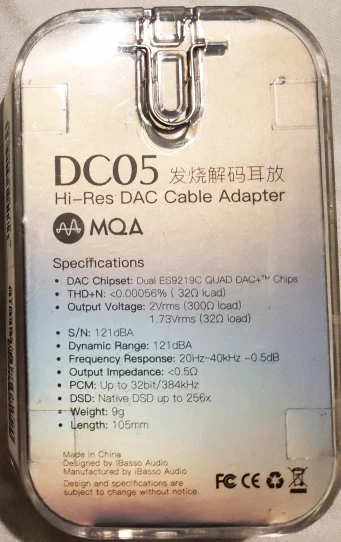 DC05 发烧解码耳放
Hi-Res DAC Cable Adapter
MQA
Specifications
• DAC Chipset: Dual ES9219C QUAD DAC+™ Chips
• THD+N: <0.00056% ( 32Ω load)
• Output Voltage: 2Vrms (300Ω load)
1.73Vrms (32Ω load)
• S/N: 121dBA
• Dynamic Range: 121dBA
• Frequency Response: 20Hz~40kHz -0.5dB
• Output Impedance: <0.5Ω
• PCM: Up to 32bit/384kHz
• DSD: Native DSD up to 256x
• Weight: 9g
• Length: 105mm
Made in China
Designed by iBasso Audio
Manufactured by iBasso Audio
Design and specifications are
subject to change without notice.
FC CE